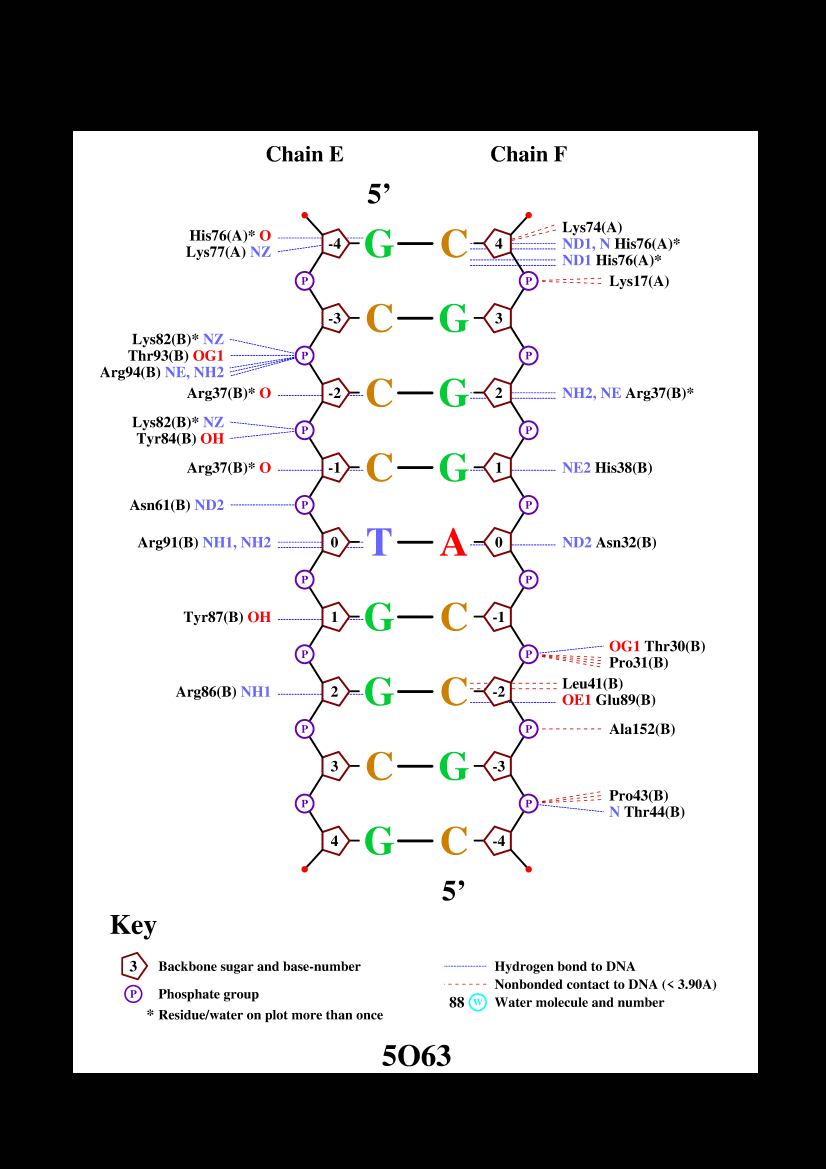 Chain E
Chain F
5’
His76(A)* O
Lys77(A) NZ
-4 G C 4
Lys74(A)
ND1, N His76(A)*
ND1 His76(A)*
P P
Lys17(A)
-3 C G 3
Lys82(B)* NZ
Thr93(B) OG1
Arg94(B) NE, NH2
P P
Arg37(B)* O -2 C G 2 NH2, NE Arg37(B)*
Lys82(B)* NZ
Tyr84(B) OH
P P
Arg37(B)* O -1 C G 1 NE2 His38(B)
Asn61(B) ND2 P P
Arg91(B) NH1, NH2 0 T A 0 ND2 Asn32(B)
P P
Tyr87(B) OH 1 G C -1
P P
OG1 Thr30(B)
Pro31(B)
Arg86(B) NH1 2 G C -2
Leu41(B)
OE1 Glu89(B)
P P Ala152(B)
3 C G -3
P P
Pro43(B)
N Thr44(B)
4 G C -4
5’
Key
3 Backbone sugar and base-number
P Phosphate group
* Residue/water on plot more than once
Hydrogen bond to DNA
Nonbonded contact to DNA (< 3.90A)
88 W Water molecule and number
5O63